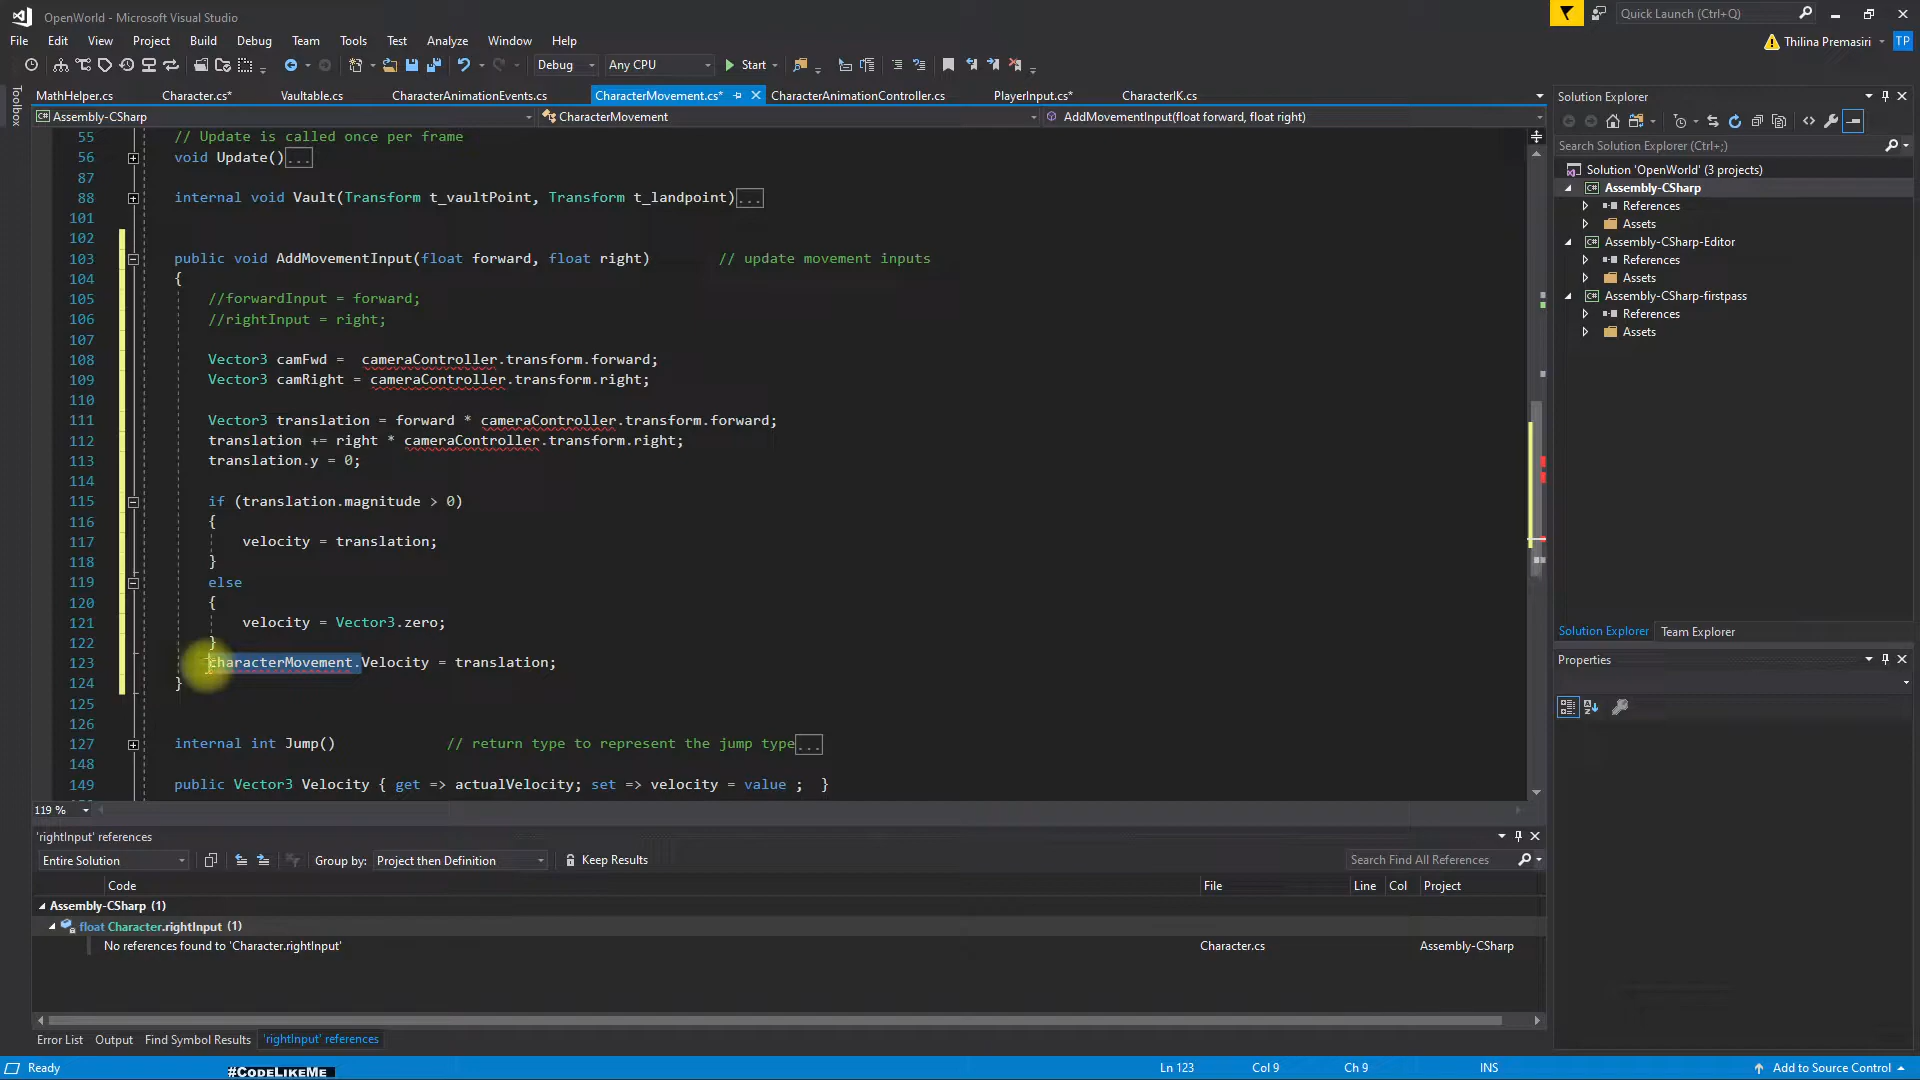 OpenWorld - Microsoft Visual Studio
Quick Launch (Ctrl+Q)
File Edit View Project Build Debug Team Tools Test Analyze Window Help
Thilina Premasiri TP
Debug Any CPU Start
Toolbox
MathHelper.cs Character.cs* Vaultable.cs CharacterAnimationEvents.cs CharacterMovement.cs* CharacterAnimationController.cs PlayerInput.cs* CharacterIK.cs
Assembly-CSharp CharacterMovement AddMovementInput(float forward, float right)
55 // Update is called once per frame
56 void Update()...
87
88 internal void Vault(Transform t_vaultPoint, Transform t_landpoint)...
101
102
103 public void AddMovementInput(float forward, float right) // update movement inputs
104 {
105 //forwardInput = forward;
106 //rightInput = right;
107
108 Vector3 camFwd = cameraController.transform.forward;
109 Vector3 camRight = cameraController.transform.right;
110
111 Vector3 translation = forward * cameraController.transform.forward;
112 translation += right * cameraController.transform.right;
113 translation.y = 0;
114
115 if (translation.magnitude > 0)
116 {
117 velocity = translation;
118 }
119 else
120 {
121 velocity = Vector3.zero;
122 }
123 characterMovement.Velocity = translation;
124 }
125
126
127 internal int Jump() // return type to represent the jump type...
148
149 public Vector3 Velocity { get => actualVelocity; set => velocity = value ; }
119 %
Solution Explorer
Search Solution Explorer (Ctrl+;)
Solution 'OpenWorld' (3 projects)
Assembly-CSharp
References
Assets
Assembly-CSharp-Editor
References
Assets
Assembly-CSharp-firstpass
References
Assets
Solution Explorer Team Explorer
Properties
'rightInput' references
Entire Solution Group by: Project then Definition Keep Results Search Find All References
Code File Line Col Project
Assembly-CSharp (1)
float Character.rightInput (1)
No references found to 'Character.rightInput' Character.cs Assembly-CSharp
Error List Output Find Symbol Results 'rightInput' references
Ready #CodeLikeMe Ln 123 Col 9 Ch 9 INS Add to Source Control